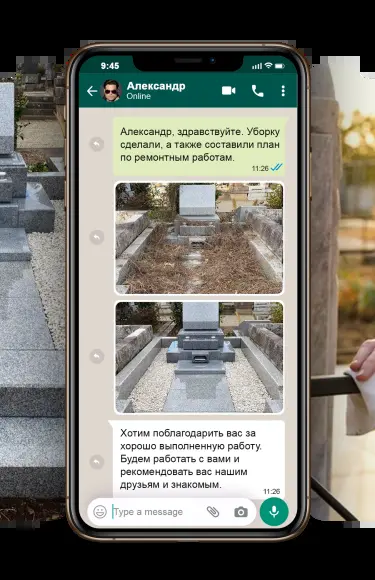 9:45
Александр
Online
Александр, здравствуйте. Уборку
сделали, а также составили план
по ремонтным работам.
11:26
Хотим поблагодарить вас за
хорошо выполненную работу.
Будем работать с вами и
рекомендовать вас нашим
друзьям и знакомым.
11:26
Type a message